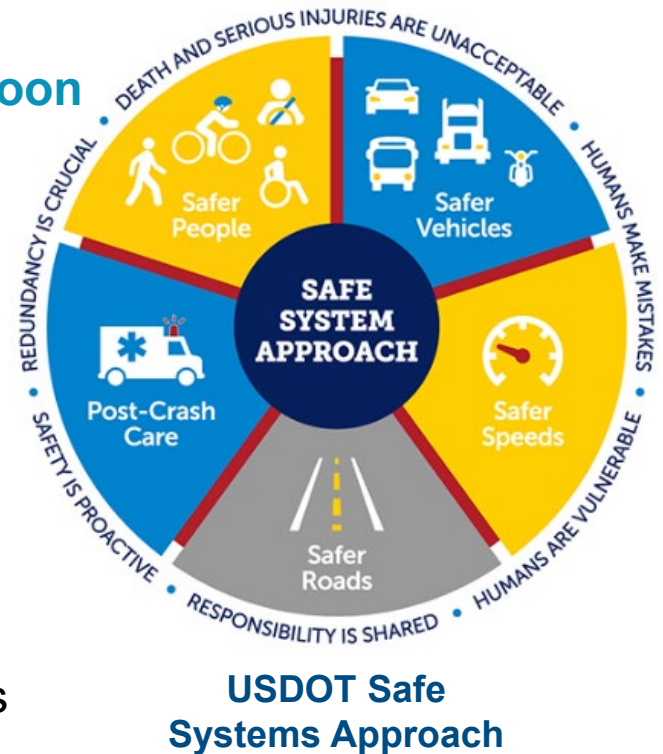 oon
DEATH AND SERIOUS INJURIES ARE UNACCEPTABLE
HUMANS MAKE MISTAKES
HUMANS ARE VULNERABLE
RESPONSIBILITY IS SHARED
SAFETY IS PROACTIVE
REDUNDANCY IS CRUCIAL
Safer
People
Safer
Vehicles
SAFE
SYSTEM
APPROACH
Post-Crash
Care
Safer
Speeds
Safer
Roads
s
USDOT Safe
Systems Approach